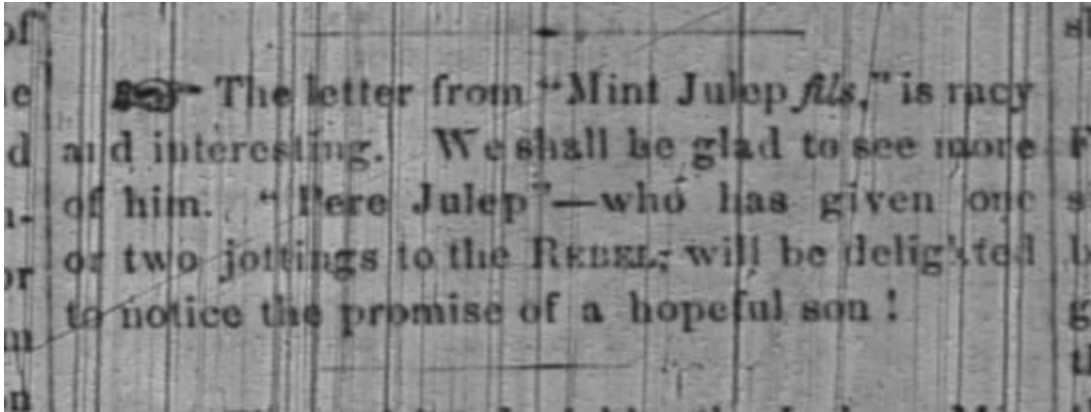 ☞ The letter from "Mint Julep fils," is racy
and interesting. We shall be glad to see more
of him. "Pere Julep"—who has given one
or two jottings to the REBEL, will be delighted
to notice the promise of a hopeful son!